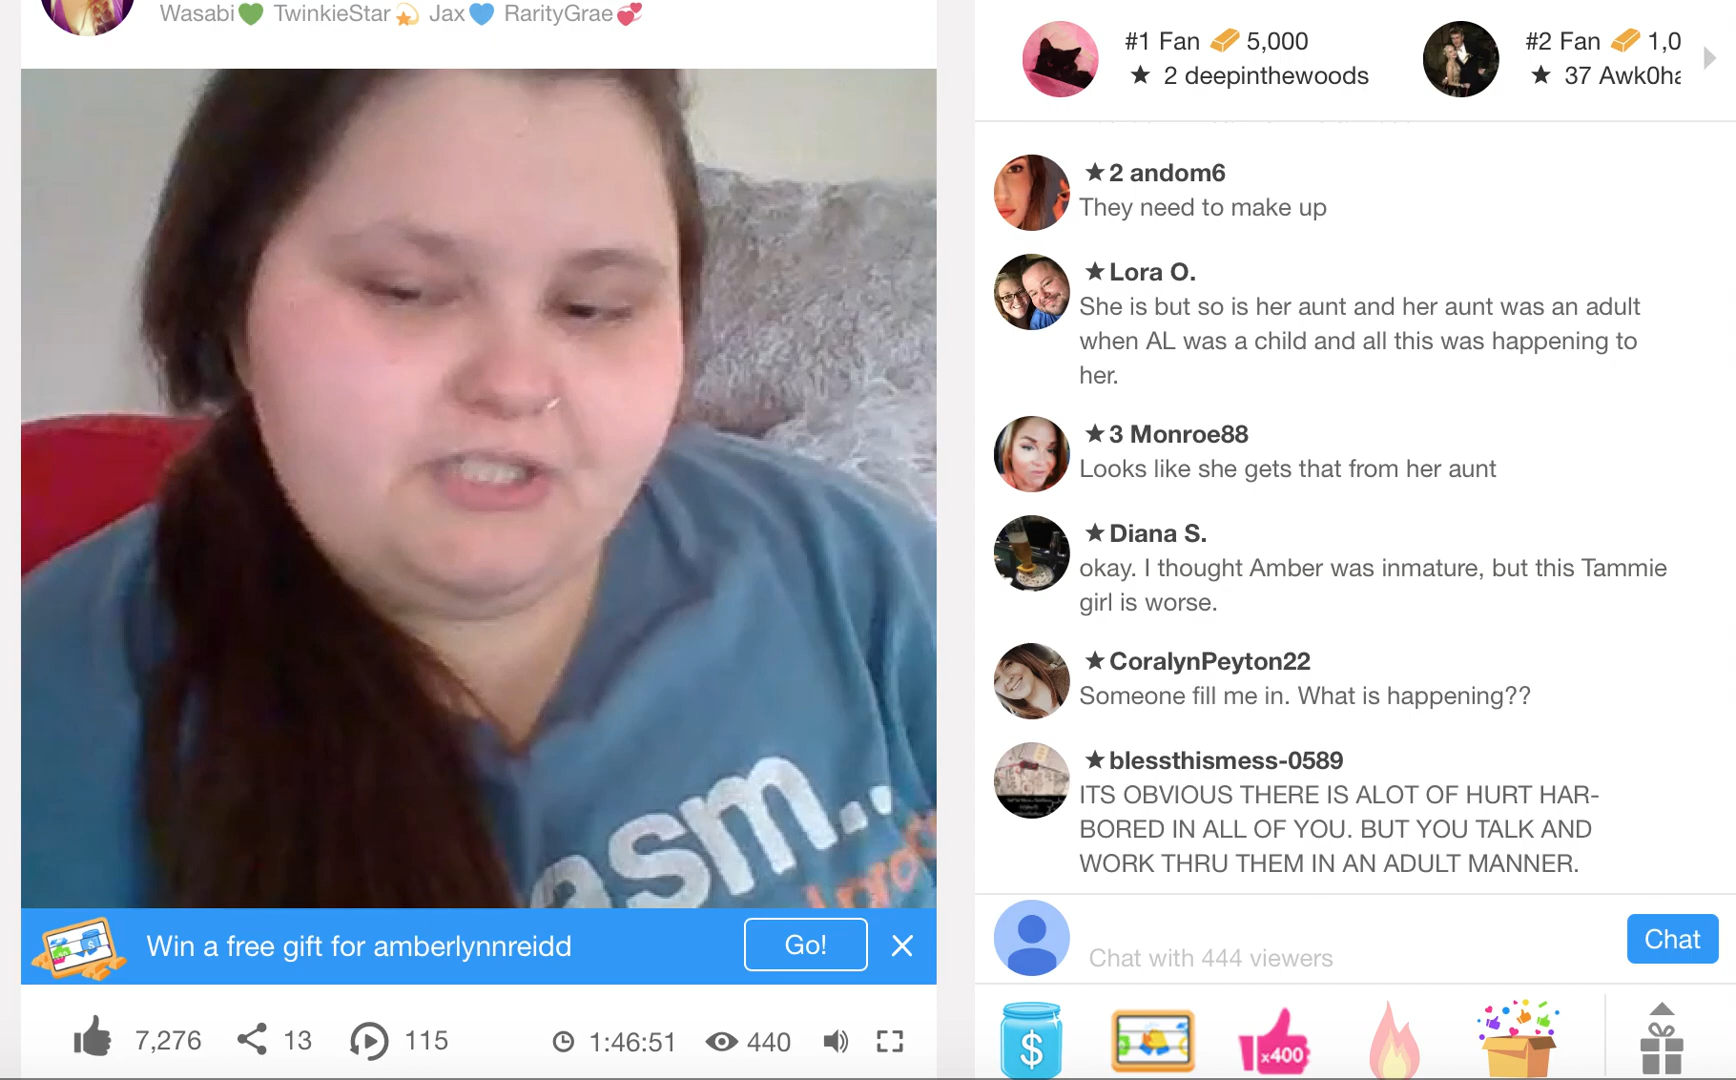 Wasabi💚 TwinkieStar💫 Jax💙 RarityGrae💞
#1 Fan 5,000
★ 2 deepinthewoods
#2 Fan 1,0
★ 37 Awk0ha
★2 andom6
They need to make up
★Lora O.
She is but so is her aunt and her aunt was an adult
when AL was a child and all this was happening to
her.
★3 Monroe88
Looks like she gets that from her aunt
★Diana S.
okay. I thought Amber was inmature, but this Tammie
girl is worse.
★CoralynPeyton22
Someone fill me in. What is happening??
★blessthismess-0589
ITS OBVIOUS THERE IS ALOT OF HURT HAR-
BORED IN ALL OF YOU. BUT YOU TALK AND
WORK THRU THEM IN AN ADULT MANNER.
asm..
Win a free gift for amberlynnreidd
Go!
Chat with 444 viewers
Chat
7,276
13
115
1:46:51
440
$
x400